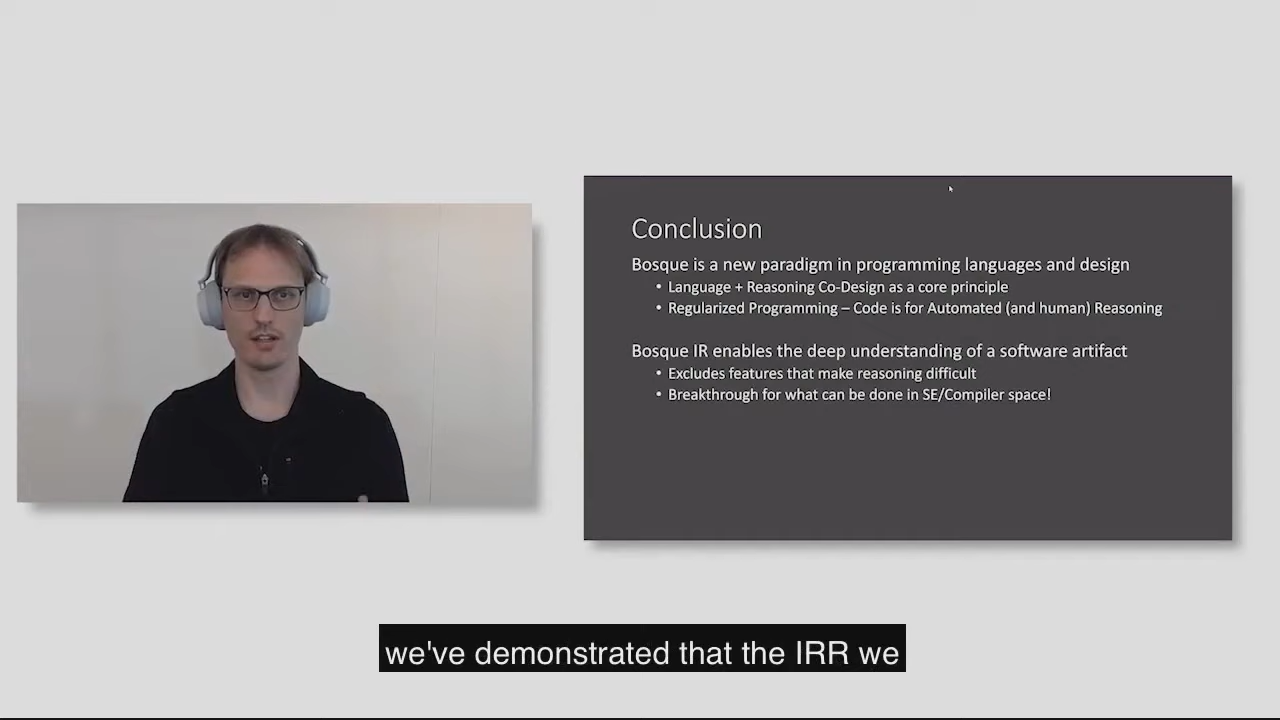 Conclusion
Bosque is a new paradigm in programming languages and design
• Language + Reasoning Co-Design as a core principle
• Regularized Programming – Code is for Automated (and human) Reasoning
Bosque IR enables the deep understanding of a software artifact
• Excludes features that make reasoning difficult
• Breakthrough for what can be done in SE/Compiler space!
we've demonstrated that the IRR we